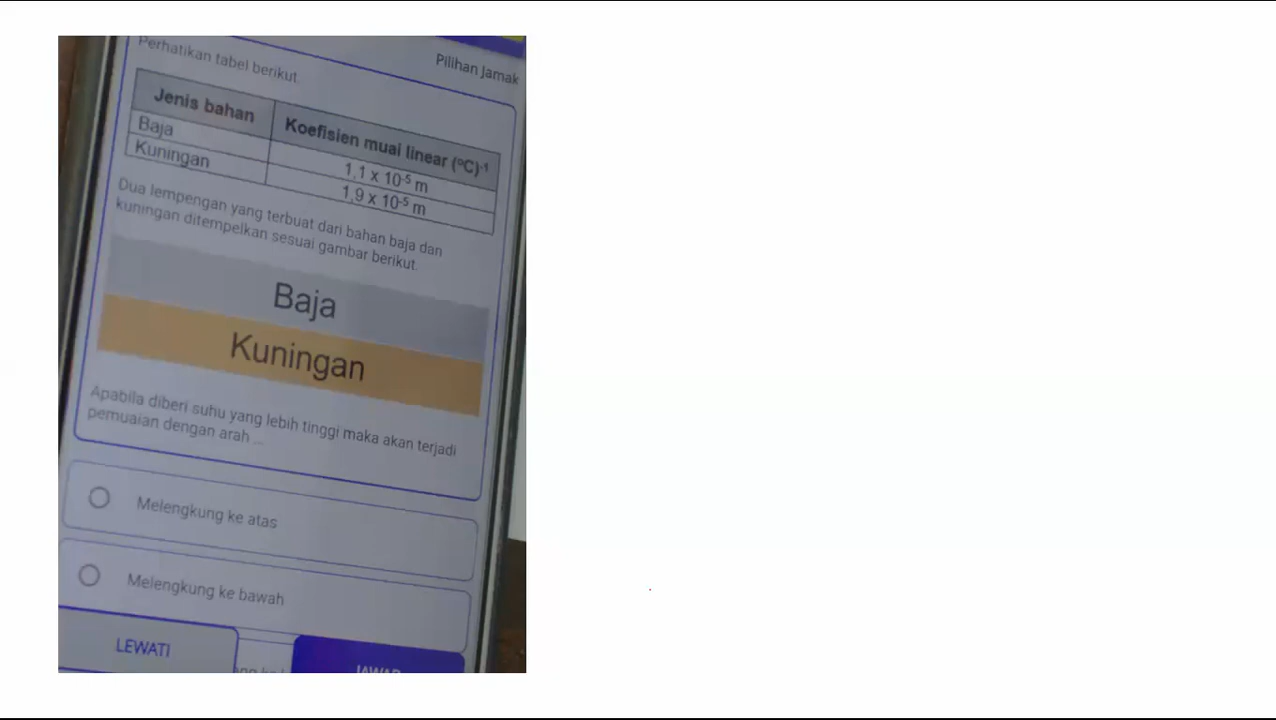 Pilihan Jamak
Perhatikan tabel berikut.
Jenis bahan
Koefisien muai linear (⁰C)⁻¹
Baja
1,1 x 10⁻⁵ m
Kuningan
1,9 x 10⁻⁵ m
Dua lempengan yang terbuat dari bahan baja dan
kuningan ditempelkan sesuai gambar berikut.
Baja
Kuningan
Apabila diberi suhu yang lebih tinggi maka akan terjadi
pemuaian dengan arah ...
Melengkung ke atas
Melengkung ke bawah
LEWATI
JAWAB